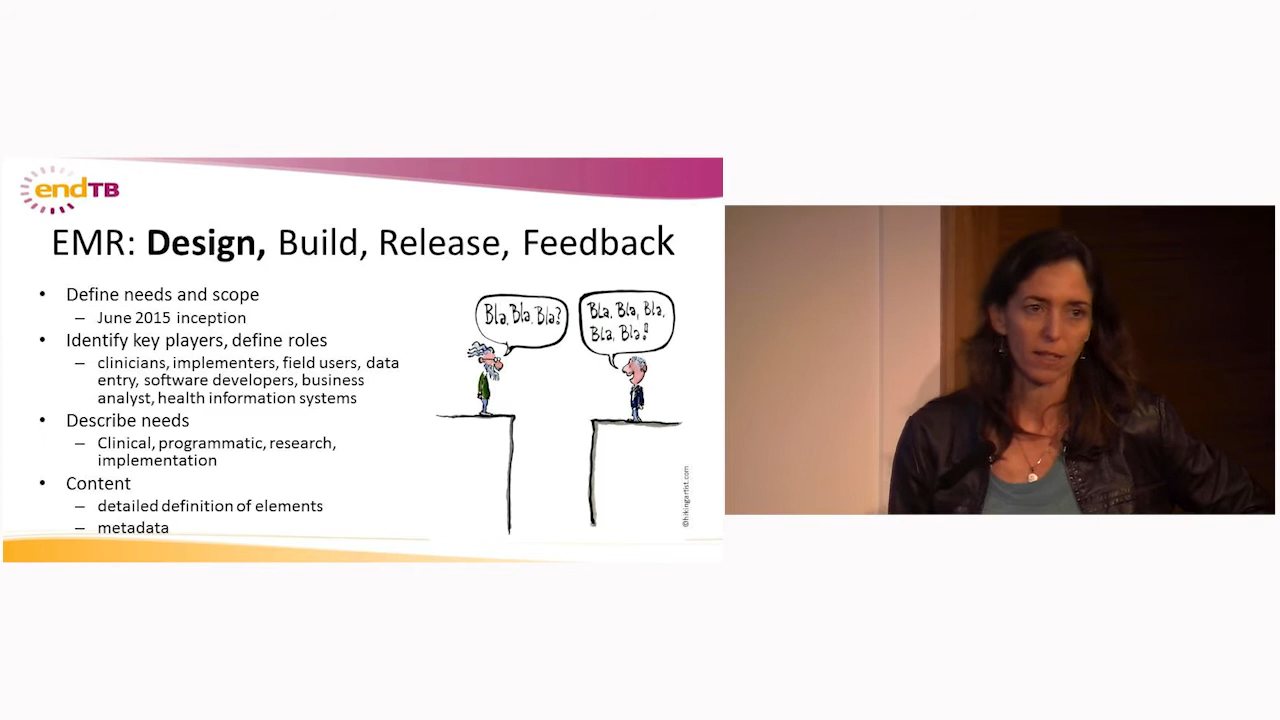 endTB
EMR: Design, Build, Release, Feedback
• Define needs and scope
– June 2015 inception
• Identify key players, define roles
– clinicians, implementers, field users, data
entry, software developers, business
analyst, health information systems
• Describe needs
– Clinical, programmatic, research,
implementation
• Content
– detailed definition of elements
– metadata
Bla, Bla, Bla?
Bla, Bla, Bla,
Bla, Bla!
©hikingartist.com